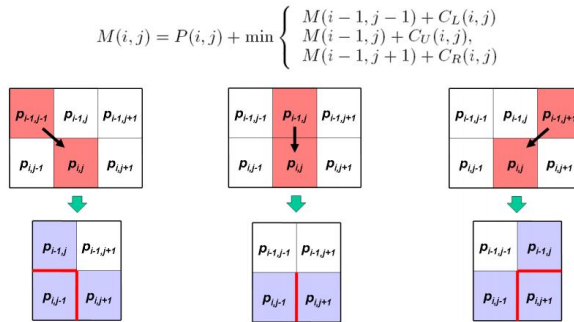 M(i, j) = P(i, j) + min { M(i − 1, j − 1) + C_L(i, j)
M(i − 1, j) + C_U(i, j),
M(i − 1, j + 1) + C_R(i, j)
p_{i-1,j-1} p_{i-1,j} p_{i-1,j+1} p_{i-1,j-1} p_{i-1,j} p_{i-1,j+1} p_{i-1,j-1} p_{i-1,j} p_{i-1,j+1}
p_{i,j-1} p_{i,j} p_{i,j+1} p_{i,j-1} p_{i,j} p_{i,j+1} p_{i,j-1} p_{i,j} p_{i,j+1}
p_{i-1,j} p_{i-1,j+1} p_{i-1,j-1} p_{i-1,j+1} p_{i-1,j-1} p_{i-1,j}
p_{i,j-1} p_{i,j+1} p_{i,j-1} p_{i,j+1} p_{i,j-1} p_{i,j+1}